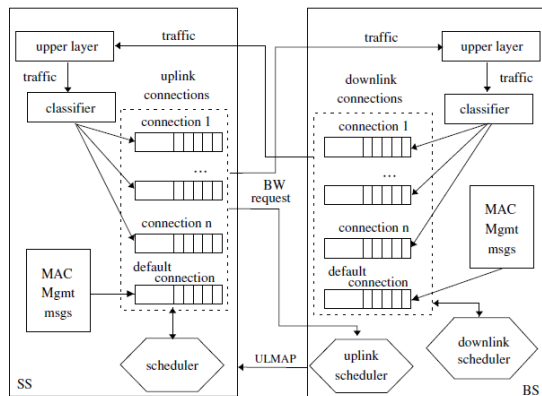 upper layer
traffic
classifier
uplink
connections
connection 1
...
connection n
default
connection
MAC
Mgmt
msgs
scheduler
SS
traffic
traffic
BW
request
ULMAP
upper layer
traffic
classifier
downlink
connections
connection 1
...
connection n
default
connection
MAC
Mgmt
msgs
uplink
scheduler
downlink
scheduler
BS